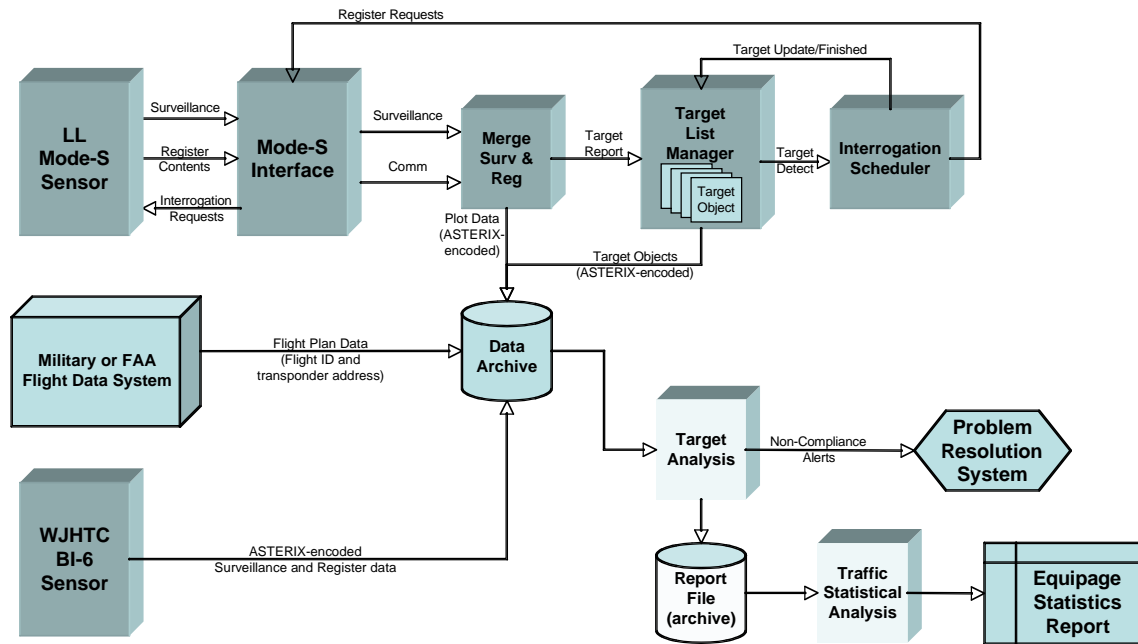 Register Requests
Target Update/Finished
LL
Mode-S
Sensor
Surveillance
Register
Contents
Interrogation
Requests
Mode-S
Interface
Surveillance
Comm
Merge
Surv &
Reg
Target
Report
Target
List
Manager
Target
Object
Target
Detect
Interrogation
Scheduler
Plot Data
(ASTERIX-
encoded)
Target Objects
(ASTERIX-encoded)
Military or FAA
Flight Data System
Flight Plan Data
(Flight ID and
transponder address)
Data
Archive
Target
Analysis
Non-Compliance
Alerts
Problem
Resolution
System
WJHTC
BI-6
Sensor
ASTERIX-encoded
Surveillance and Register data
Report
File
(archive)
Traffic
Statistical
Analysis
Equipage
Statistics
Report